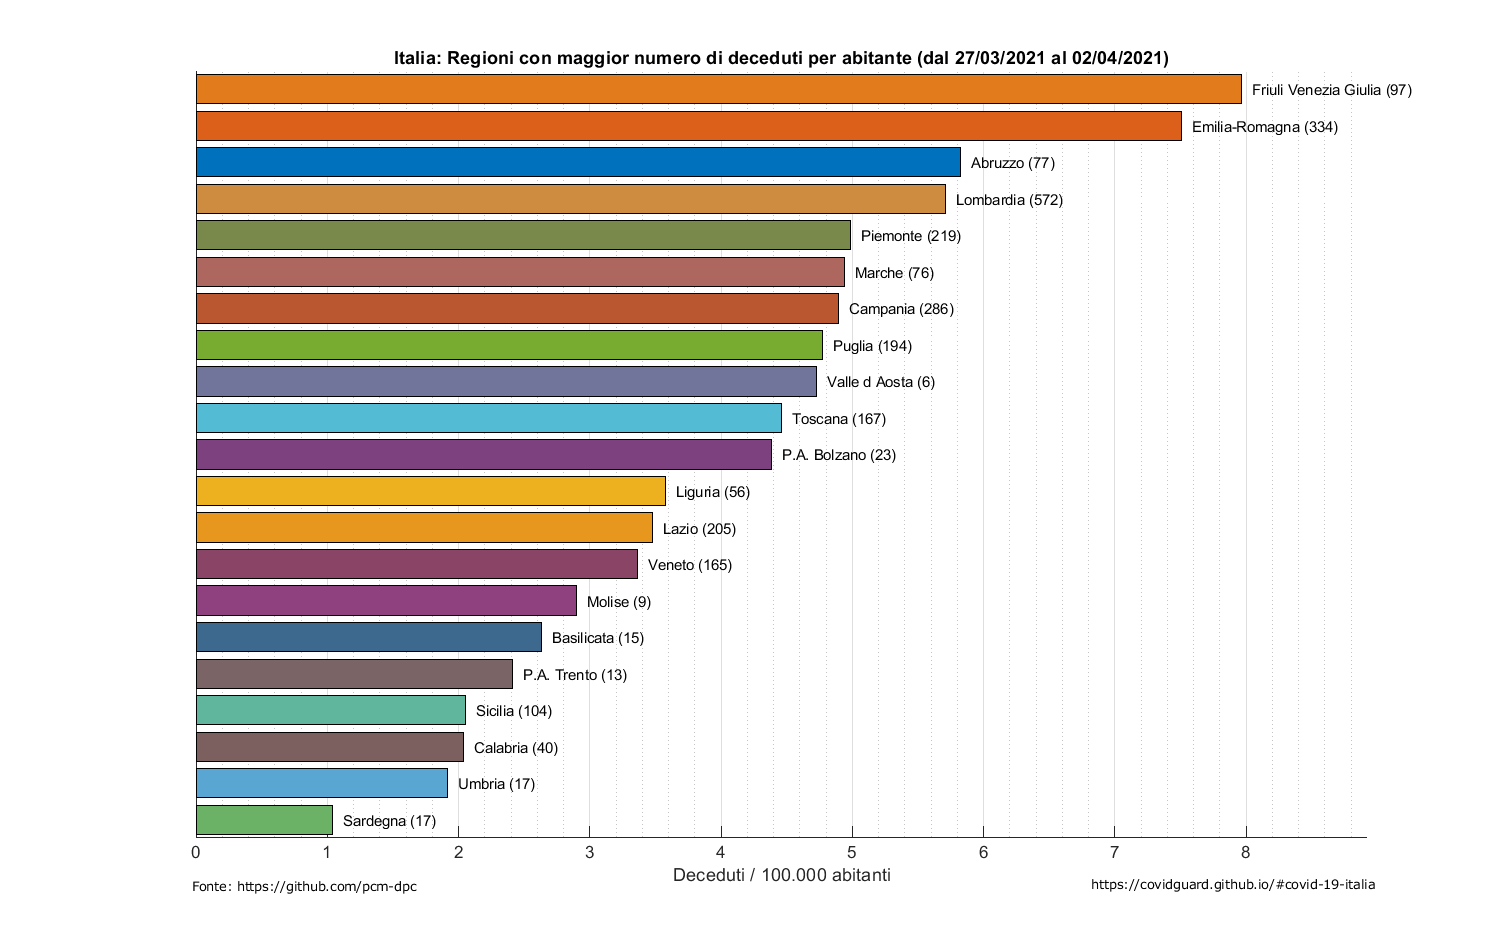 Italia: Regioni con maggior numero di deceduti per abitante (dal 27/03/2021 al 02/04/2021)
Friuli Venezia Giulia (97)
Emilia-Romagna (334)
Abruzzo (77)
Lombardia (572)
Piemonte (219)
Marche (76)
Campania (286)
Puglia (194)
Valle d Aosta (6)
Toscana (167)
P.A. Bolzano (23)
Liguria (56)
Lazio (205)
Veneto (165)
Molise (9)
Basilicata (15)
P.A. Trento (13)
Sicilia (104)
Calabria (40)
Umbria (17)
Sardegna (17)
0 1 2 3 4 5 6 7 8
Deceduti / 100.000 abitanti
Fonte: https://github.com/pcm-dpc
https://covidguard.github.io/#covid-19-italia